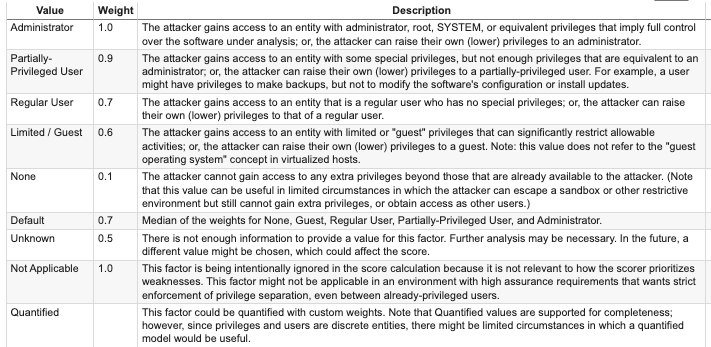 Value Weight Description
Administrator 1.0 The attacker gains access to an entity with administrator, root, SYSTEM, or equivalent privileges that imply full control
over the software under analysis; or, the attacker can raise their own (lower) privileges to an administrator.
Partially- 0.9 The attacker gains access to an entity with some special privileges, but not enough privileges that are equivalent to an
Privileged User administrator; or, the attacker can raise their own (lower) privileges to a partially-privileged user. For example, a user
might have privileges to make backups, but not to modify the software's configuration or install updates.
Regular User 0.7 The attacker gains access to an entity that is a regular user who has no special privileges; or, the attacker can raise
their own (lower) privileges to that of a regular user.
Limited / Guest 0.6 The attacker gains access to an entity with limited or "guest" privileges that can significantly restrict allowable
activities; or, the attacker can raise their own (lower) privileges to a guest. Note: this value does not refer to the "guest
operating system" concept in virtualized hosts.
None 0.1 The attacker cannot gain access to any extra privileges beyond those that are already available to the attacker. (Note
that this value can be useful in limited circumstances in which the attacker can escape a sandbox or other restrictive
environment but still cannot gain extra privileges, or obtain access as other users.)
Default 0.7 Median of the weights for None, Guest, Regular User, Partially-Privileged User, and Administrator.
Unknown 0.5 There is not enough information to provide a value for this factor. Further analysis may be necessary. In the future, a
different value might be chosen, which could affect the score.
Not Applicable 1.0 This factor is being intentionally ignored in the score calculation because it is not relevant to how the scorer prioritizes
weaknesses. This factor might not be applicable in an environment with high assurance requirements that wants strict
enforcement of privilege separation, even between already-privileged users.
Quantified This factor could be quantified with custom weights. Note that Quantified values are supported for completeness;
however, since privileges and users are discrete entities, there might be limited circumstances in which a quantified
model would be useful.